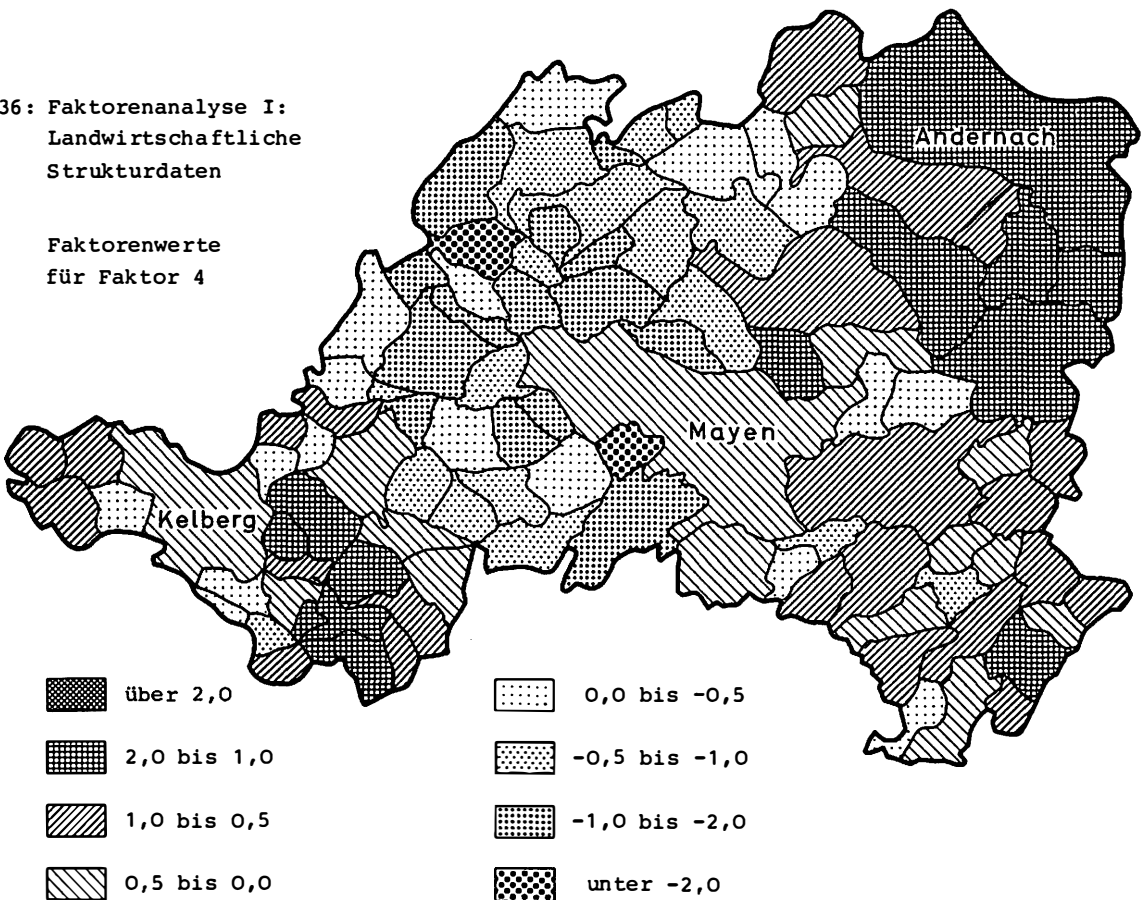 36: Faktorenanalyse I:
Landwirtschaftliche
Strukturdaten
Faktorenwerte
für Faktor 4
Andernach
Mayen
Kelberg
über 2,0
2,0 bis 1,0
1,0 bis 0,5
0,5 bis 0,0
0,0 bis -0,5
-0,5 bis -1,0
-1,0 bis -2,0
unter -2,0